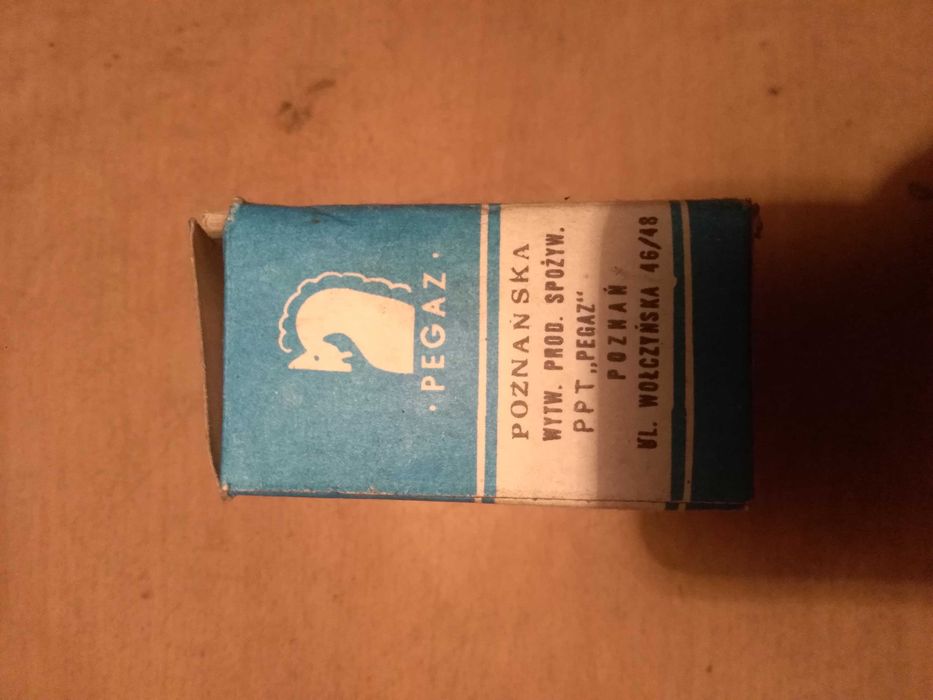 · PEGAZ ·
POZNAŃSKA
WYTW. PROD. SPOŻYW.
PPT „PEGAZ“
POZNAŃ
UL. WOŁCZYŃSKA 46/48